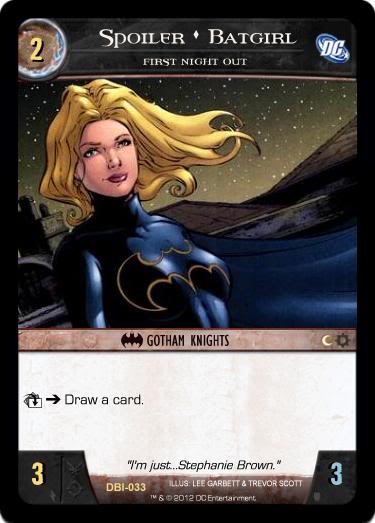 2
SPOILER ♦ BATGIRL
DC
FIRST NIGHT OUT
GOTHAM KNIGHTS
➔ Draw a card.
"I'm just...Stephanie Brown."
3
DBI-033
ILLUS: LEE GARBETT & TREVOR SCOTT
3
™ & © 2012 DC Entertainment